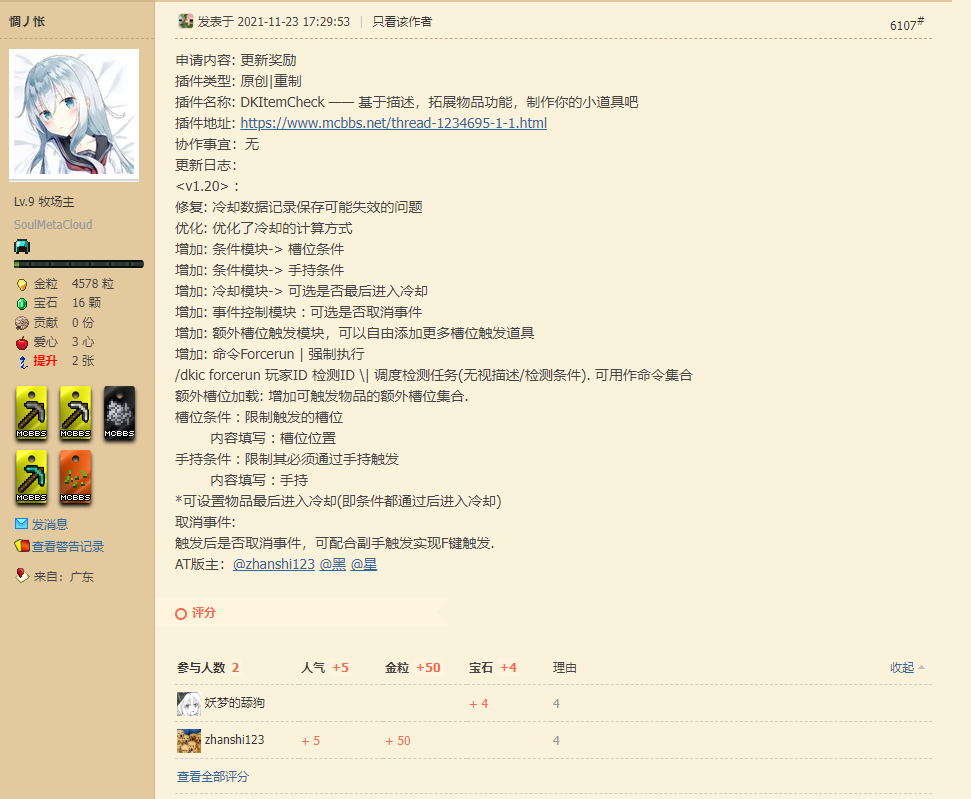 惆丿怅
发表于 2021-11-23 17:29:53 | 只看该作者
6107#
申请内容: 更新奖励
插件类型: 原创|重制
插件名称: DKItemCheck —— 基于描述，拓展物品功能，制作你的小道具吧
插件地址: https://www.mcbbs.net/thread-1234695-1-1.html
协作事宜：无
更新日志:
<v1.20> :
修复: 冷却数据记录保存可能失效的问题
优化: 优化了冷却的计算方式
增加: 条件模块-> 槽位条件
增加: 条件模块-> 手持条件
增加: 冷却模块-> 可选是否最后进入冷却
增加: 事件控制模块 : 可选是否取消事件
增加: 额外槽位触发模块，可以自由添加更多槽位触发道具
增加: 命令Forcerun | 强制执行
/dkic forcerun 玩家ID 检测ID \| 调度检测任务(无视描述/检测条件). 可用作命令集合
额外槽位加载: 增加可触发物品的额外槽位集合.
槽位条件 : 限制触发的槽位
内容填写 : 槽位位置
手持条件 : 限制其必须通过手持触发
内容填写 : 手持
*可设置物品最后进入冷却(即条件都通过后进入冷却)
取消事件:
触发后是否取消事件，可配合副手触发实现F键触发.
AT版主: @zhanshi123 @黑 @星
Lv.9 牧场主
SoulMetaCloud
金粒 4578 粒
宝石 16 颗
贡献 0 份
爱心 3 心
提升 2 张
MCBBS
MCBBS
MCBBS
MCBBS
MCBBS
发消息
查看警告记录
来自: 广东
评分
参与人数 2 人气 +5 金粒 +50 宝石 +4 理由 收起
妖梦的舔狗 + 4 4
zhanshi123 + 5 + 50 4
查看全部评分